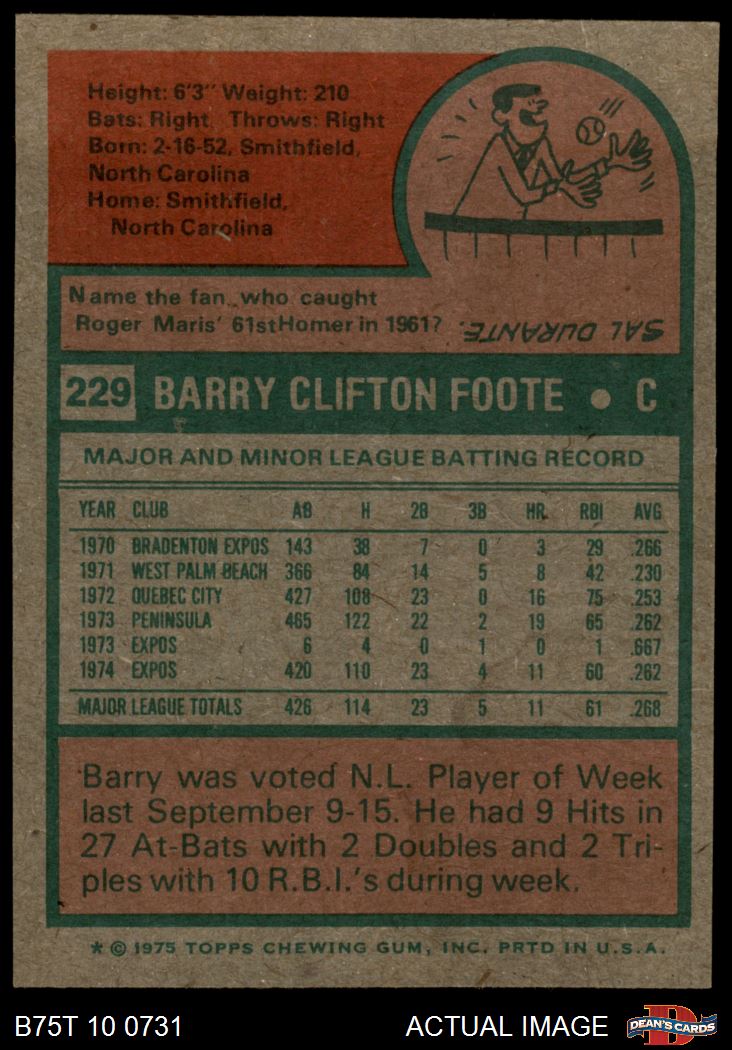 Height: 6'3" Weight: 210
Bats: Right, Throws: Right
Born: 2-16-52, Smithfield,
North Carolina
Home: Smithfield,
North Carolina
Name the fan who caught
Roger Maris' 61st Homer in 1961?
SAL DURANTE.
229 BARRY CLIFTON FOOTE • C
MAJOR AND MINOR LEAGUE BATTING RECORD
YEAR CLUB AB H 2B 3B HR RBI AVG
1970 BRADENTON EXPOS 143 38 7 0 3 29 .266
1971 WEST PALM BEACH 366 84 14 5 8 42 .230
1972 QUEBEC CITY 427 108 23 0 16 75 .253
1973 PENINSULA 465 122 22 2 19 65 .262
1973 EXPOS 6 4 0 1 0 1 .667
1974 EXPOS 420 110 23 4 11 60 .262
MAJOR LEAGUE TOTALS 426 114 23 5 11 61 .268
Barry was voted N.L. Player of Week
last September 9-15. He had 9 Hits in
27 At-Bats with 2 Doubles and 2 Tri-
ples with 10 R.B.I.'s during week.
* © 1975 TOPPS CHEWING GUM, INC. PRTD IN U.S.A.
B75T 10 0731 ACTUAL IMAGE
DEAN'S CARDS